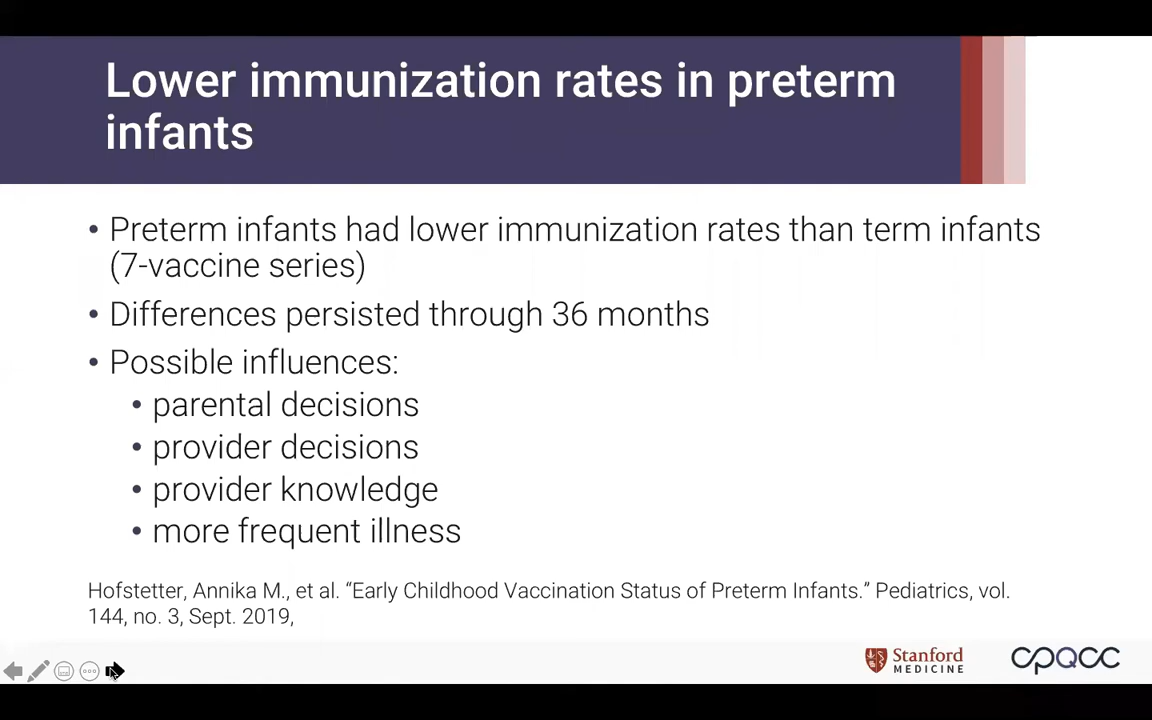 Lower immunization rates in preterm
infants
• Preterm infants had lower immunization rates than term infants
(7-vaccine series)
• Differences persisted through 36 months
• Possible influences:
• parental decisions
• provider decisions
• provider knowledge
• more frequent illness
Hofstetter, Annika M., et al. “Early Childhood Vaccination Status of Preterm Infants.” Pediatrics, vol.
144, no. 3, Sept. 2019,
Stanford
MEDICINE
cpqcc